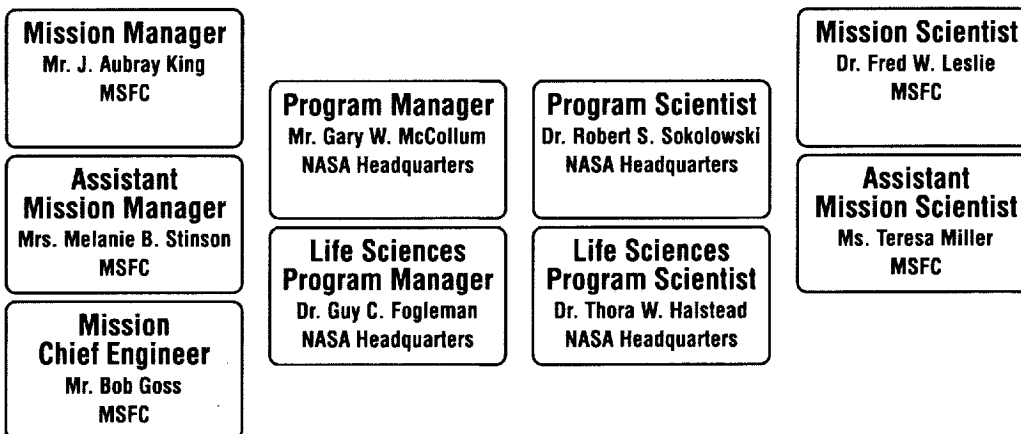 Mission Manager
Mr. J. Aubray King
MSFC
Assistant
Mission Manager
Mrs. Melanie B. Stinson
MSFC
Mission
Chief Engineer
Mr. Bob Goss
MSFC
Program Manager
Mr. Gary W. McCollum
NASA Headquarters
Life Sciences
Program Manager
Dr. Guy C. Fogleman
NASA Headquarters
Program Scientist
Dr. Robert S. Sokolowski
NASA Headquarters
Life Sciences
Program Scientist
Dr. Thora W. Halstead
NASA Headquarters
Mission Scientist
Dr. Fred W. Leslie
MSFC
Assistant
Mission Scientist
Ms. Teresa Miller
MSFC